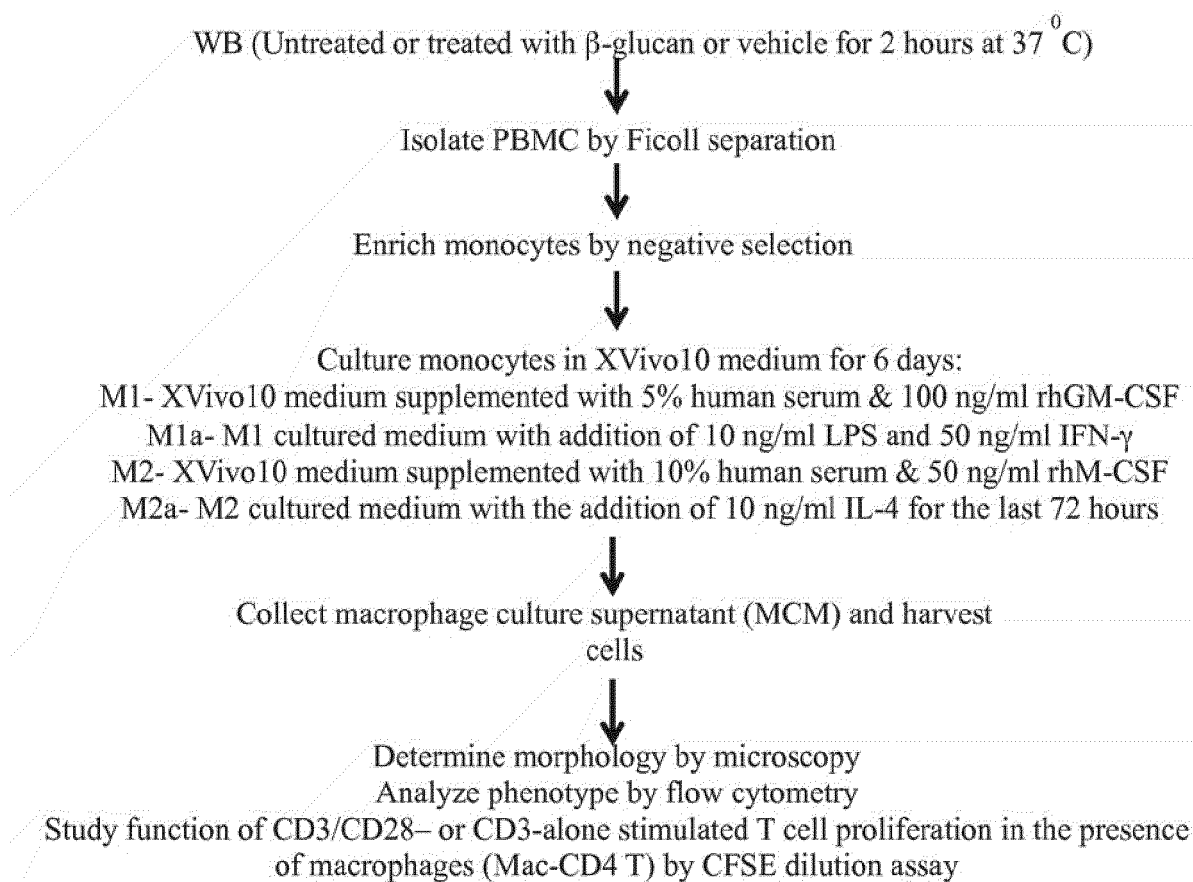 WB (Untreated or treated with β-glucan or vehicle for 2 hours at 37 ⁰C)
Isolate PBMC by Ficoll separation
Enrich monocytes by negative selection
Culture monocytes in XVivo10 medium for 6 days:
M1- XVivo10 medium supplemented with 5% human serum & 100 ng/ml rhGM-CSF
M1a- M1 cultured medium with addition of 10 ng/ml LPS and 50 ng/ml IFN-γ
M2- XVivo10 medium supplemented with 10% human serum & 50 ng/ml rhM-CSF
M2a- M2 cultured medium with the addition of 10 ng/ml IL-4 for the last 72 hours
Collect macrophage culture supernatant (MCM) and harvest
cells
Determine morphology by microscopy
Analyze phenotype by flow cytometry
Study function of CD3/CD28– or CD3-alone stimulated T cell proliferation in the presence
of macrophages (Mac-CD4 T) by CFSE dilution assay